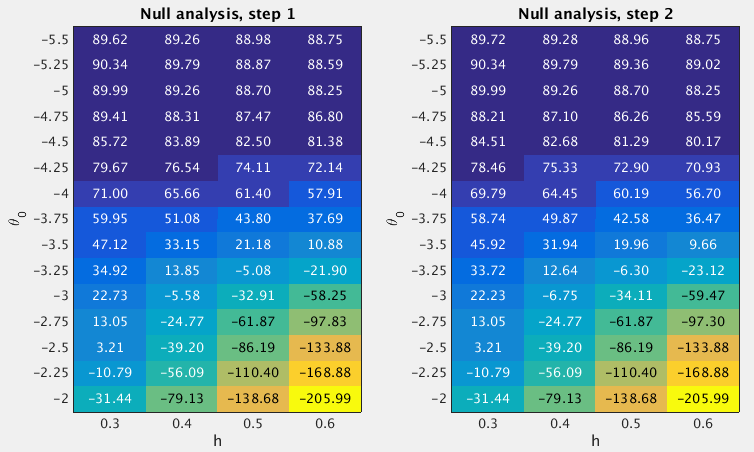 Null analysis, step 1
−5.5 89.62 89.26 88.98 88.75
−5.25 90.34 89.79 88.87 88.59
−5 89.99 89.26 88.70 88.25
−4.75 89.41 88.31 87.47 86.80
−4.5 85.72 83.89 82.50 81.38
−4.25 79.67 76.54 74.11 72.14
−4 71.00 65.66 61.40 57.91
−3.75 59.95 51.08 43.80 37.69
−3.5 47.12 33.15 21.18 10.88
−3.25 34.92 13.85 −5.08 −21.90
−3 22.73 −5.58 −32.91 −58.25
−2.75 13.05 −24.77 −61.87 −97.83
−2.5 3.21 −39.20 −86.19 −133.88
−2.25 −10.79 −56.09 −110.40 −168.88
−2 −31.44 −79.13 −138.68 −205.99
0.3 0.4 0.5 0.6
h
θ0
Null analysis, step 2
−5.5 89.72 89.28 88.96 88.75
−5.25 90.34 89.79 89.36 89.02
−5 89.99 89.26 88.70 88.25
−4.75 88.21 87.10 86.26 85.59
−4.5 84.51 82.68 81.29 80.17
−4.25 78.46 75.33 72.90 70.93
−4 69.79 64.45 60.19 56.70
−3.75 58.74 49.87 42.58 36.47
−3.5 45.92 31.94 19.96 9.66
−3.25 33.72 12.64 −6.30 −23.12
−3 22.23 −6.75 −34.11 −59.47
−2.75 13.05 −24.77 −61.87 −97.30
−2.5 3.21 −39.20 −86.19 −133.88
−2.25 −10.79 −56.09 −110.40 −168.88
−2 −31.44 −79.13 −138.68 −205.99
0.3 0.4 0.5 0.6
h
θ0